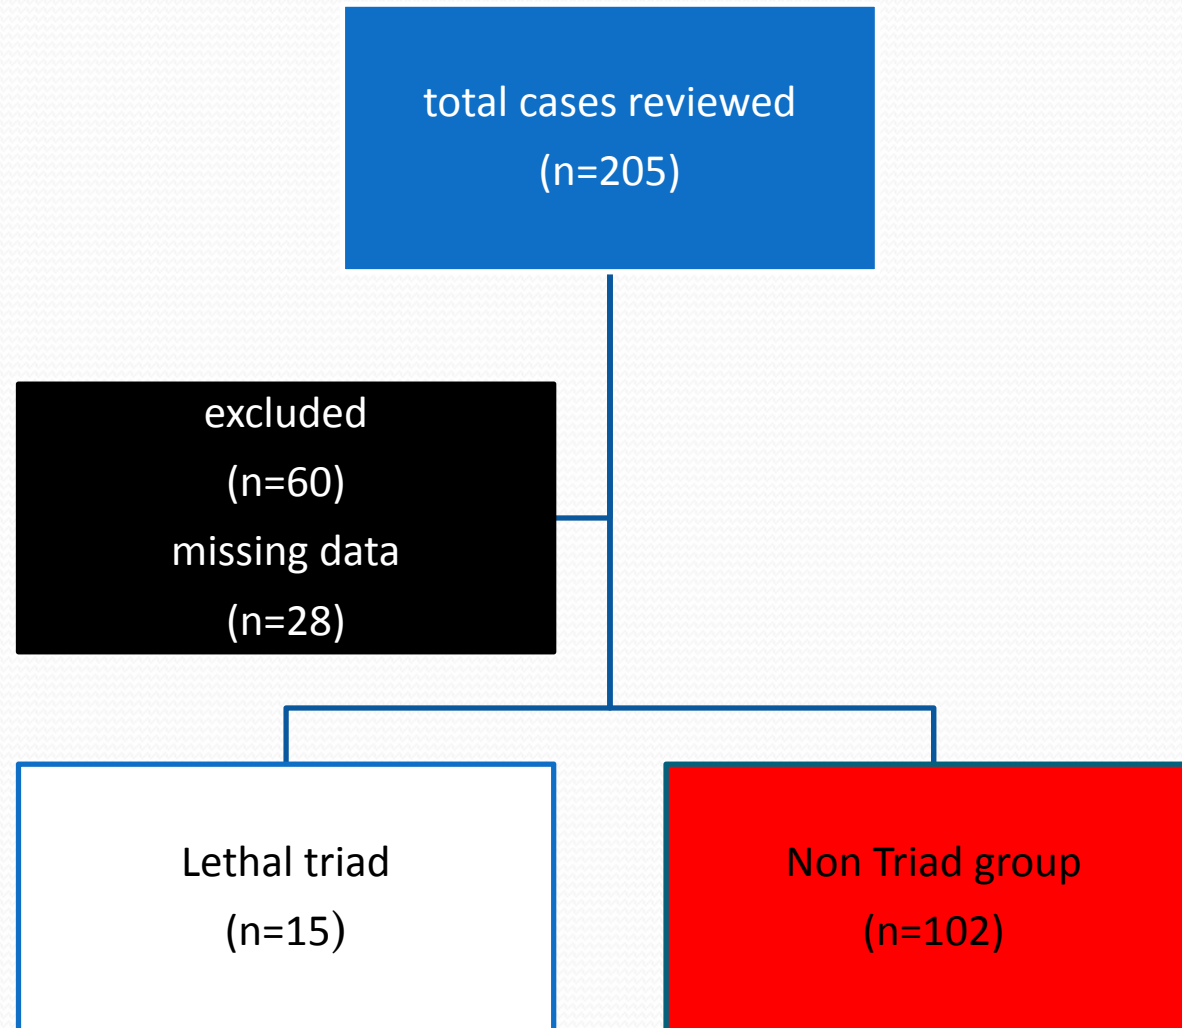 total cases reviewed
(n=205)
excluded
(n=60)
missing data
(n=28)
Lethal triad
(n=15)
Non Triad group
(n=102)